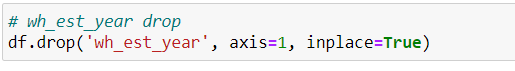 # wh_est_year drop
df.drop('wh_est_year', axis=1, inplace=True)